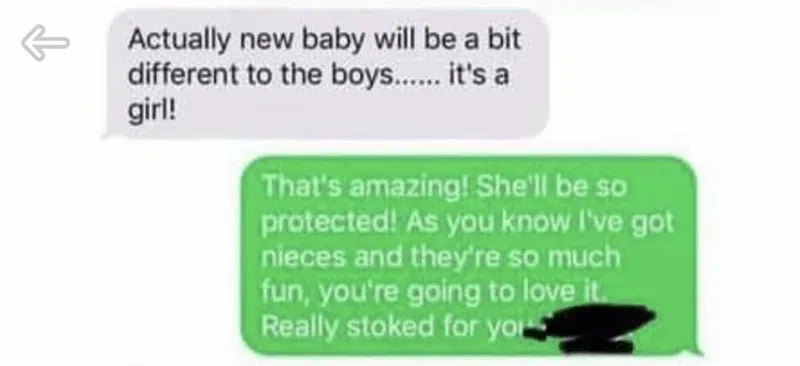 Actually new baby will be a bit
different to the boys...... it's a
girl!
That's amazing! She'll be so
protected! As you know I've got
nieces and they're so much
fun, you're going to love it.
Really stoked for you